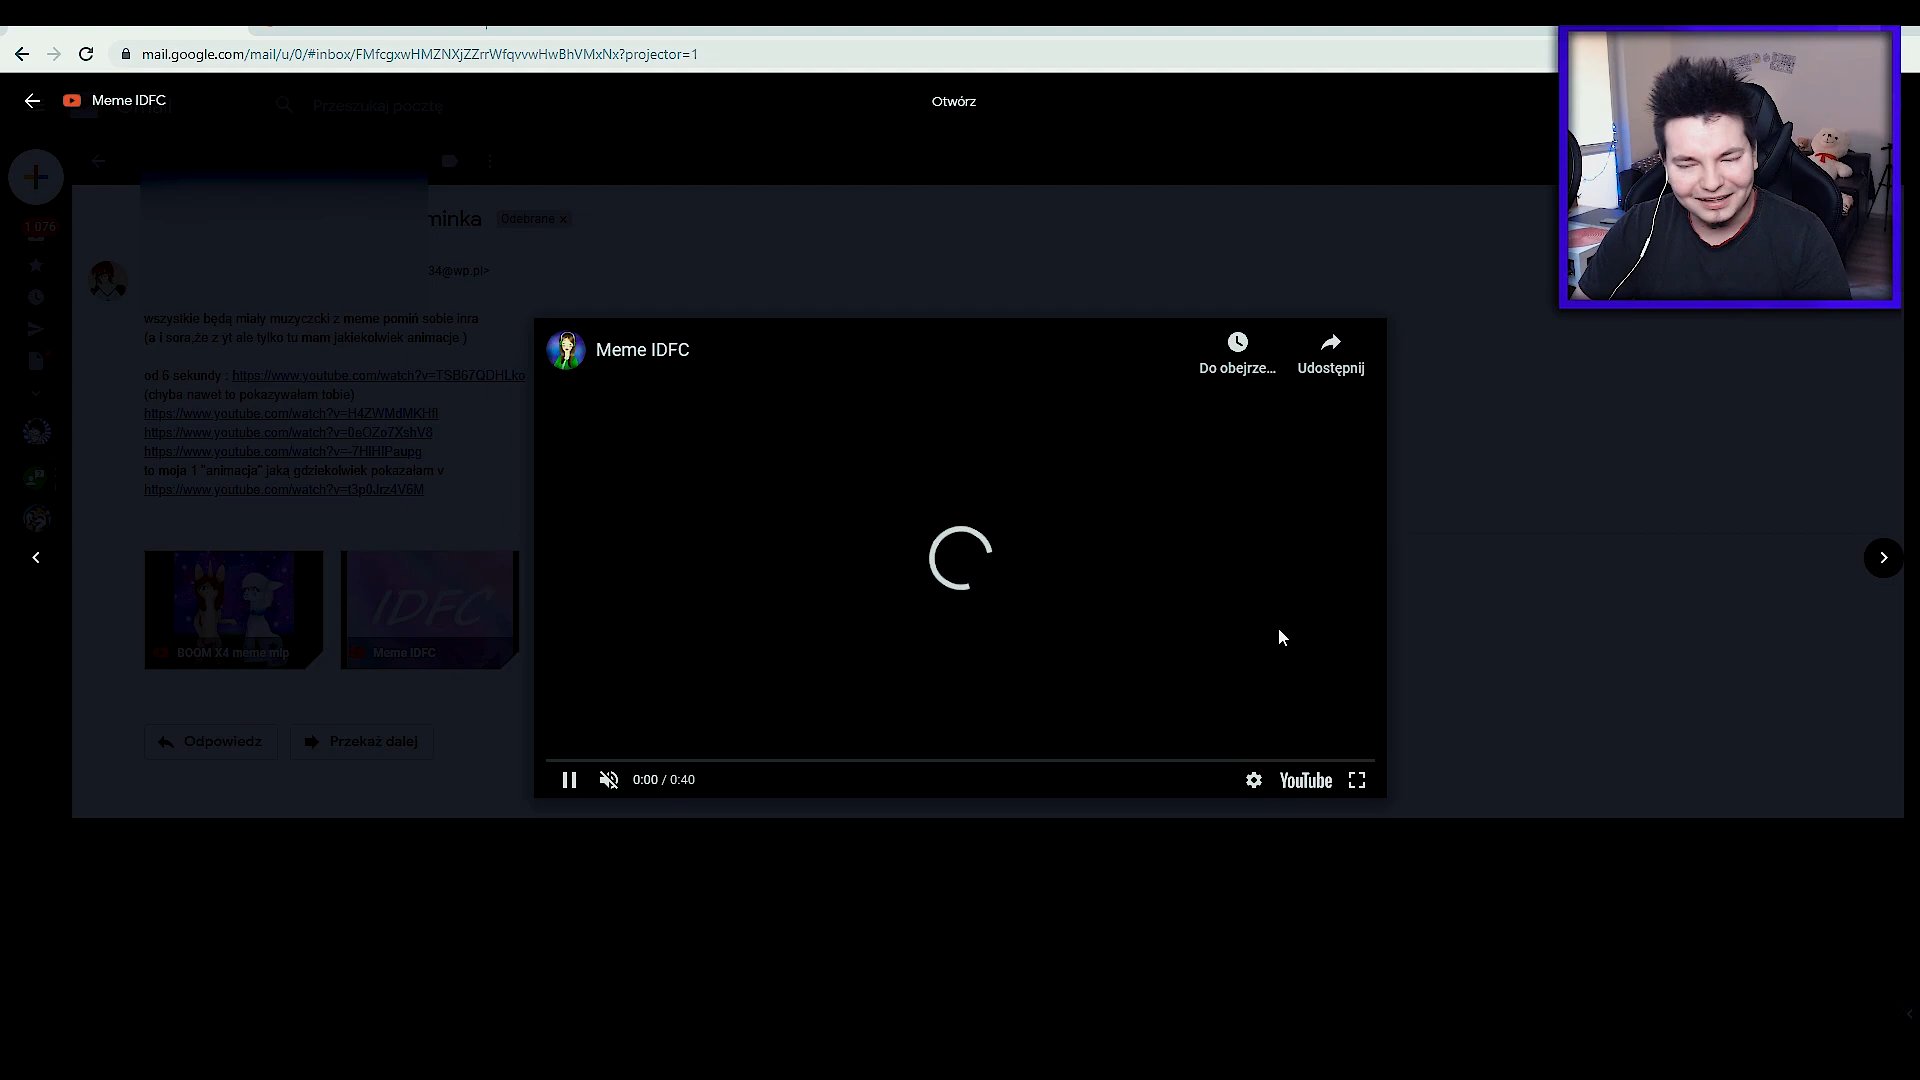 mail.google.com/mail/u/0/#inbox/FMfcgxwHMZNXjZZrrWfqvvwHwBhVMxNx?projector=1
Meme IDFC
Otwórz
Przeszukaj pocztę
1 076
minka
Odebrane x
34@wp.pl>
wszystkie będą miały muzyczcki z meme pomiń sobie inra
(a i sora,że z yt ale tylko tu mam jakiekolwiek animacje )
od 6 sekundy : https://www.youtube.com/watch?v=TSB67QDHLko
(chyba nawet to pokazywałam tobie)
https://www.youtube.com/watch?v=H4ZWMdMKHII
https://www.youtube.com/watch?v=0sOZo7XshV8
https://www.youtube.com/watch?v=-7HIHIPaupg
to moja 1 "animacja" jaką gdziekolwiek pokazałam v
https://www.youtube.com/watch?v=t3p0Jrz4V6M
IDFC
BOOM X4 meme mlp
Meme IDFC
Odpowiedz
Przekaż dalej
Meme IDFC
Do obejrze...
Udostępnij
0:00 / 0:40
YouTube